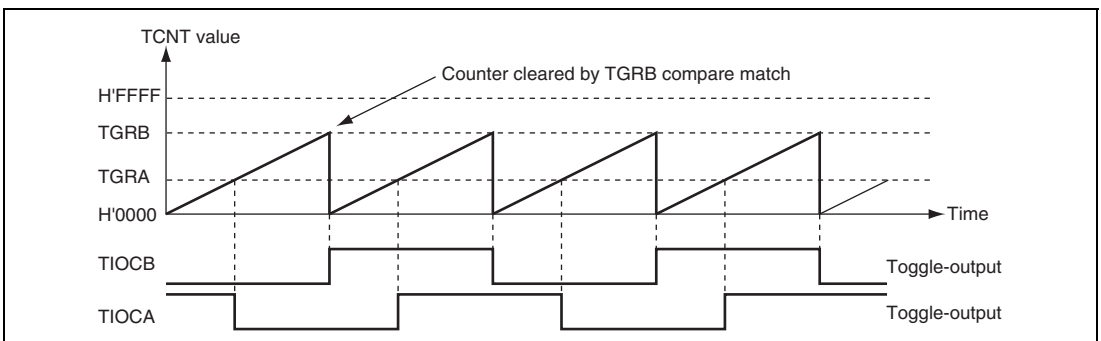 TCNT value
Counter cleared by TGRB compare match
H'FFFF
TGRB
TGRA
H'0000
Time
TIOCB
Toggle-output
TIOCA
Toggle-output